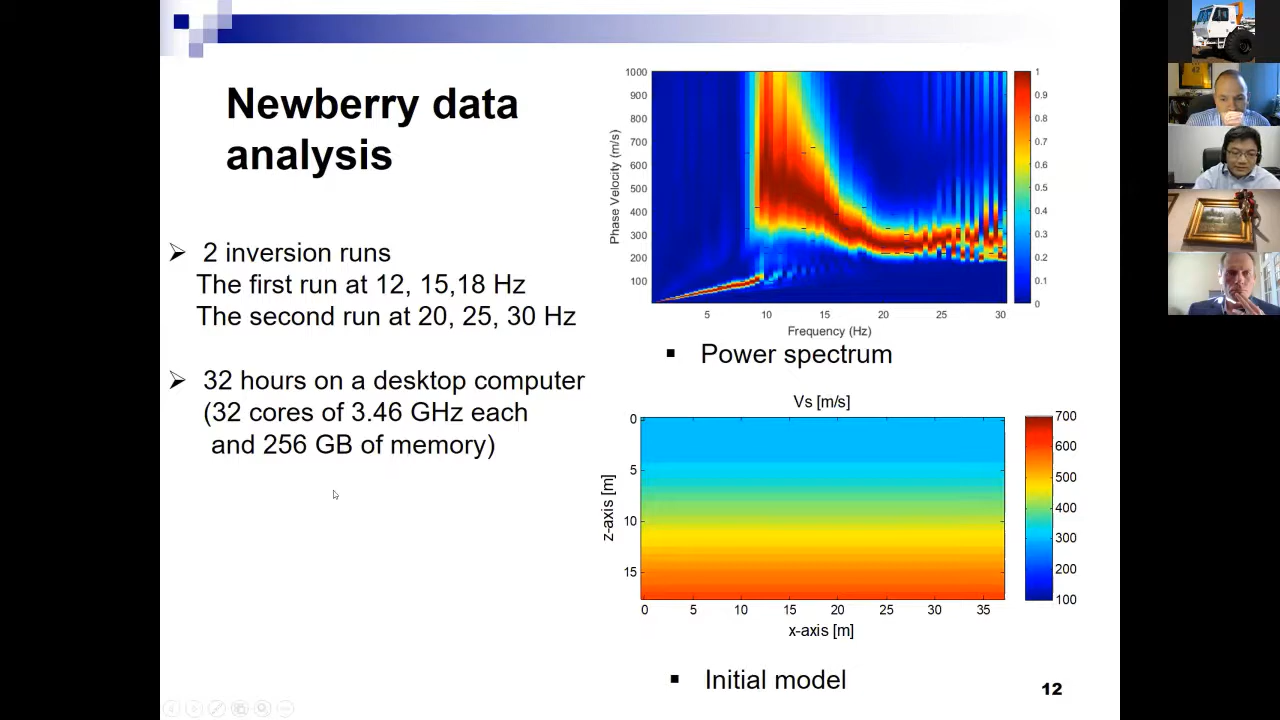 Newberry data
analysis
➢ 2 inversion runs
The first run at 12, 15,18 Hz
The second run at 20, 25, 30 Hz
➢ 32 hours on a desktop computer
(32 cores of 3.46 GHz each
and 256 GB of memory)
Phase Velocity (m/s)
1000
900
800
700
600
500
400
300
200
100
5 10 15 20 25 30
Frequency (Hz)
1
0.9
0.8
0.7
0.6
0.5
0.4
0.3
0.2
0.1
0
▪ Power spectrum
Vs [m/s]
z-axis [m]
0
5
10
15
0 5 10 15 20 25 30 35
x-axis [m]
700
600
500
400
300
200
100
▪ Initial model
12